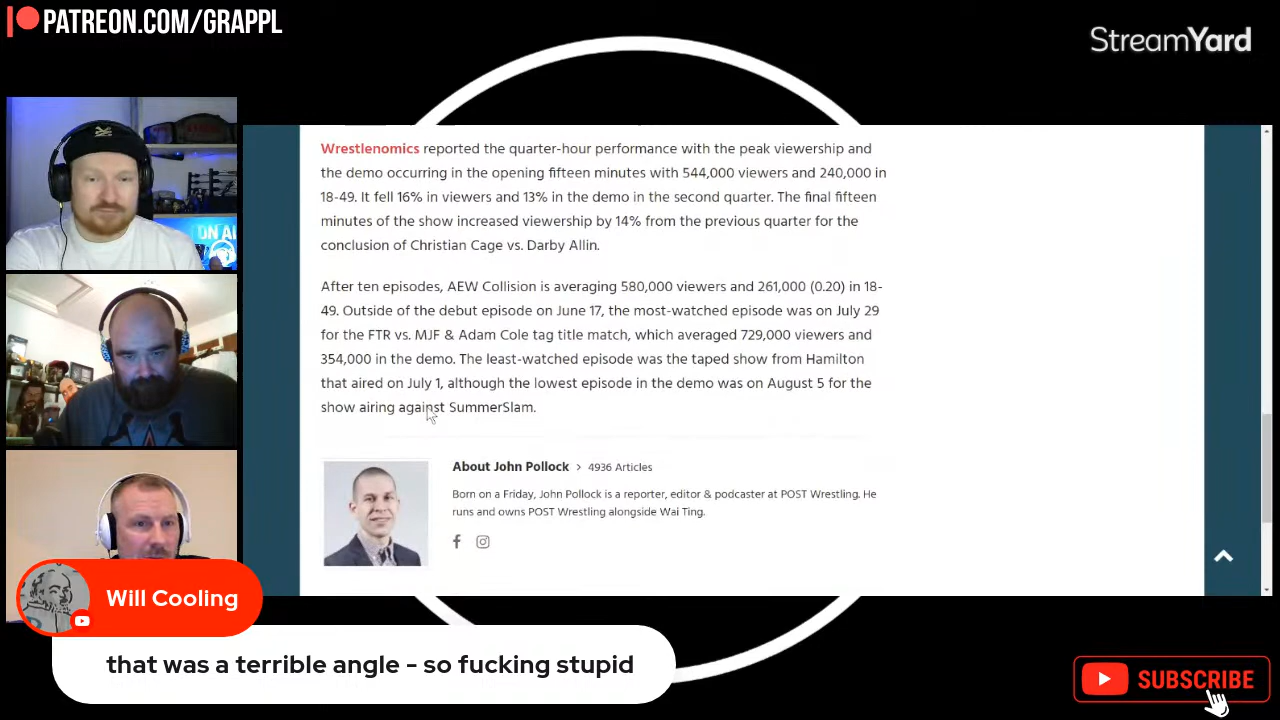 PATREON.COM/GRAPPL
StreamYard
ON AI
Wrestlenomics reported the quarter-hour performance with the peak viewership and
the demo occurring in the opening fifteen minutes with 544,000 viewers and 240,000 in
18-49. It fell 16% in viewers and 13% in the demo in the second quarter. The final fifteen
minutes of the show increased viewership by 14% from the previous quarter for the
conclusion of Christian Cage vs. Darby Allin.
After ten episodes, AEW Collision is averaging 580,000 viewers and 261,000 (0.20) in 18-
49. Outside of the debut episode on June 17, the most-watched episode was on July 29
for the FTR vs. MJF & Adam Cole tag title match, which averaged 729,000 viewers and
354,000 in the demo. The least-watched episode was the taped show from Hamilton
that aired on July 1, although the lowest episode in the demo was on August 5 for the
show airing against SummerSlam.
About John Pollock > 4936 Articles
Born on a Friday, John Pollock is a reporter, editor & podcaster at POST Wrestling. He
runs and owns POST Wrestling alongside Wai Ting.
Will Cooling
that was a terrible angle - so fucking stupid
SUBSCRIBE